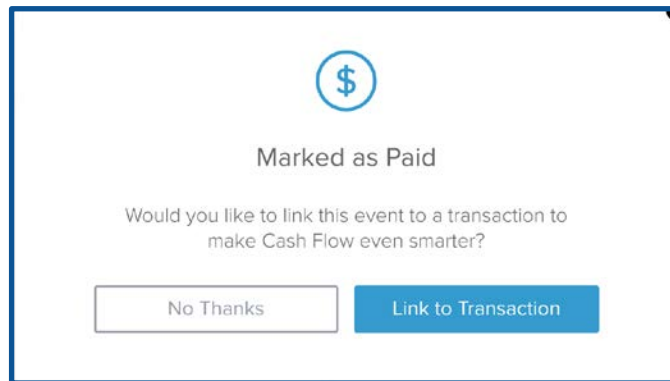 $
Marked as Paid
Would you like to link this event to a transaction to
make Cash Flow even smarter?
No Thanks
Link to Transaction